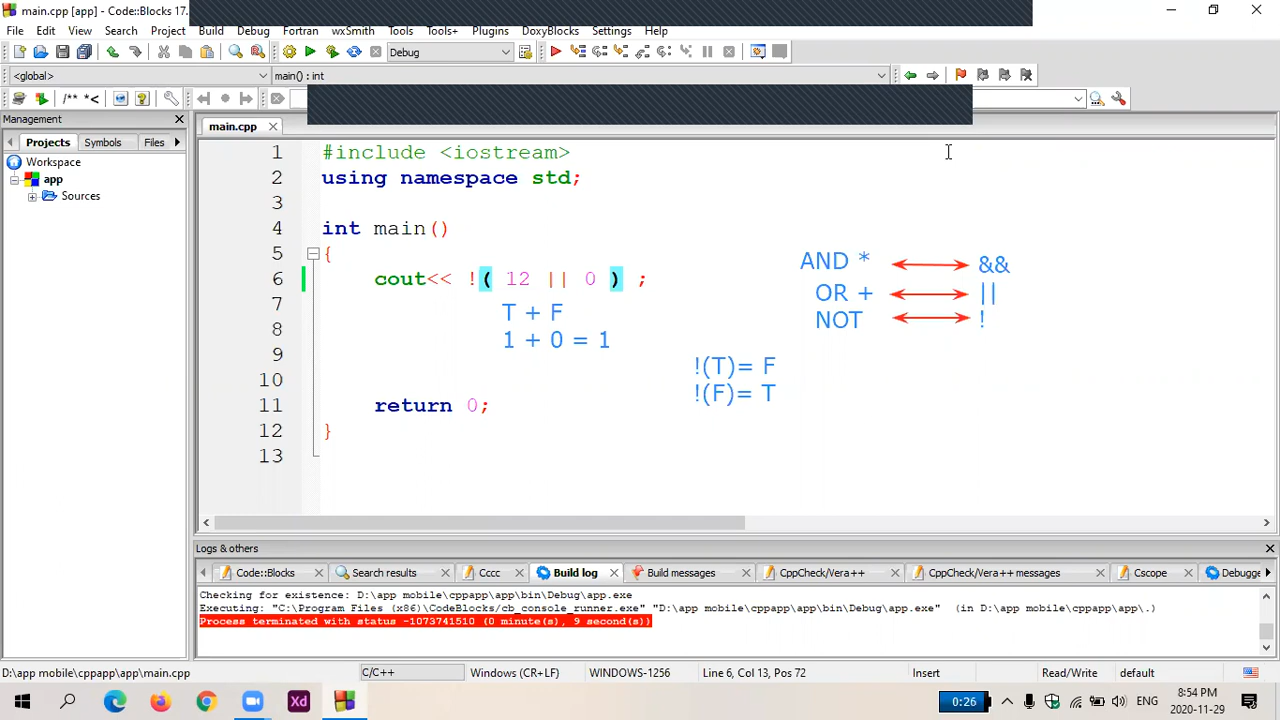 main.cpp [app] - Code::Blocks 17.
File Edit View Search Project Build Debug Fortran wxSmith Tools Tools+ Plugins DoxyBlocks Settings Help
Debug
<global>
main() : int
/** *<
Management
main.cpp
Projects Symbols Files
Workspace
app
Sources
1 #include <iostream>
2 using namespace std;
3
4 int main()
5 {
6 cout<< !( 12 || 0 ) ;
7
8
9
10
11 return 0;
12 }
13
T + F
1 + 0 = 1
AND * &&
OR + ||
NOT !
!(T)= F
!(F)= T
Logs & others
Code::Blocks Search results Cccc Build log Build messages CppCheck/Vera++ CppCheck/Vera++ messages Cscope Debugge
Checking for existence: D:\app mobile\cppapp\app\bin\Debug\app.exe
Executing: "C:\Program Files (x86)\CodeBlocks/cb_console_runner.exe" "D:\app mobile\cppapp\app\bin\Debug\app.exe" (in D:\app mobile\cppapp\app\.)
Process terminated with status -1073741510 (0 minute(s), 9 second(s))
D:\app mobile\cppapp\app\main.cpp C/C++ Windows (CR+LF) WINDOWS-1256 Line 6, Col 13, Pos 72 Insert Read/Write default
Xd
0:26
ENG
8:54 PM
2020-11-29